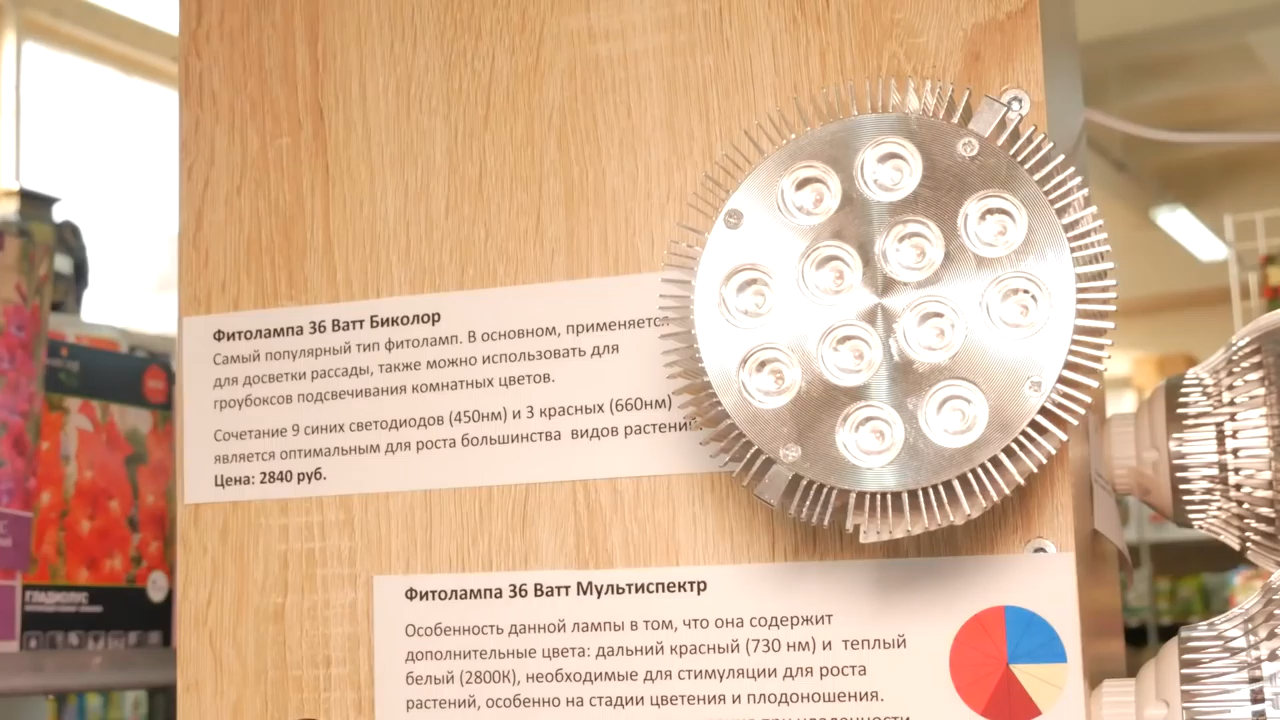 Фитолампа 36 Ватт Биколор
Самый популярный тип фитоламп. В основном, применяется
для досветки рассады, также можно использовать для
гроубоксов подсвечивания комнатных цветов.
Сочетание 9 синих светодиодов (450нм) и 3 красных (660нм)
является оптимальным для роста большинства видов растений.
Цена: 2840 руб.
Фитолампа 36 Ватт Мультиспектр
Особенность данной лампы в том, что она содержит
дополнительные цвета: дальний красный (730 нм) и теплый
белый (2800К), необходимые для стимуляции для роста
растений, особенно на стадии цветения и плодоношения.
ГЛАДИОЛУС